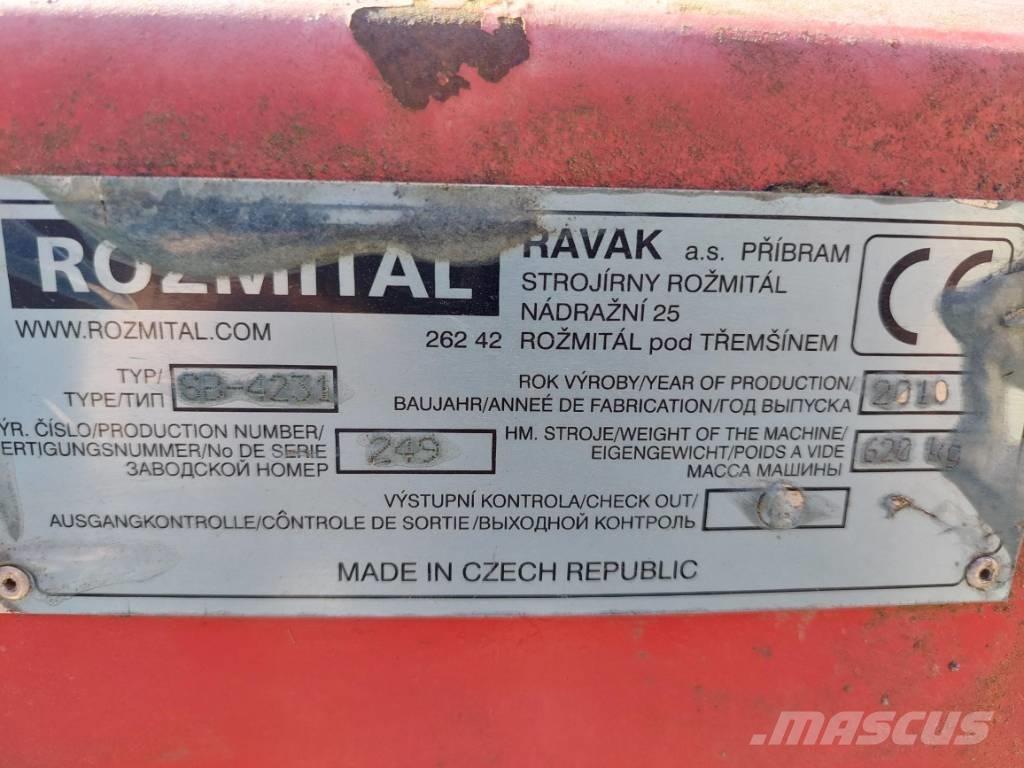 ROZMITAL
RAVAK a.s. PŘÍBRAM
STROJÍRNY ROŽMITÁL
NÁDRAŽNÍ 25
262 42 ROŽMITÁL pod TŘEMŠÍNEM
CE
WWW.ROZMITAL.COM
TYP/
TYPE/ТИП
SB-4231
ROK VÝROBY/YEAR OF PRODUCTION/
BAUJAHR/ANNEÉ DE FABRICATION/ГОД ВЫПУСКА
2010
ÝR. ČÍSLO/PRODUCTION NUMBER/
ERTIGUNGSNUMMER/No DE SERIE
ЗАВОДСКОЙ НОМЕР
249
HM. STROJE/WEIGHT OF THE MACHINE/
EIGENGEWICHT/POIDS A VIDE
МАССА МАШИНЫ
620 kg
VÝSTUPNÍ KONTROLA/CHECK OUT/
AUSGANGKONTROLLE/CÔNTROLE DE SORTIE/ВЫХОДНОЙ КОНТРОЛЬ
MADE IN CZECH REPUBLIC
MASCUS